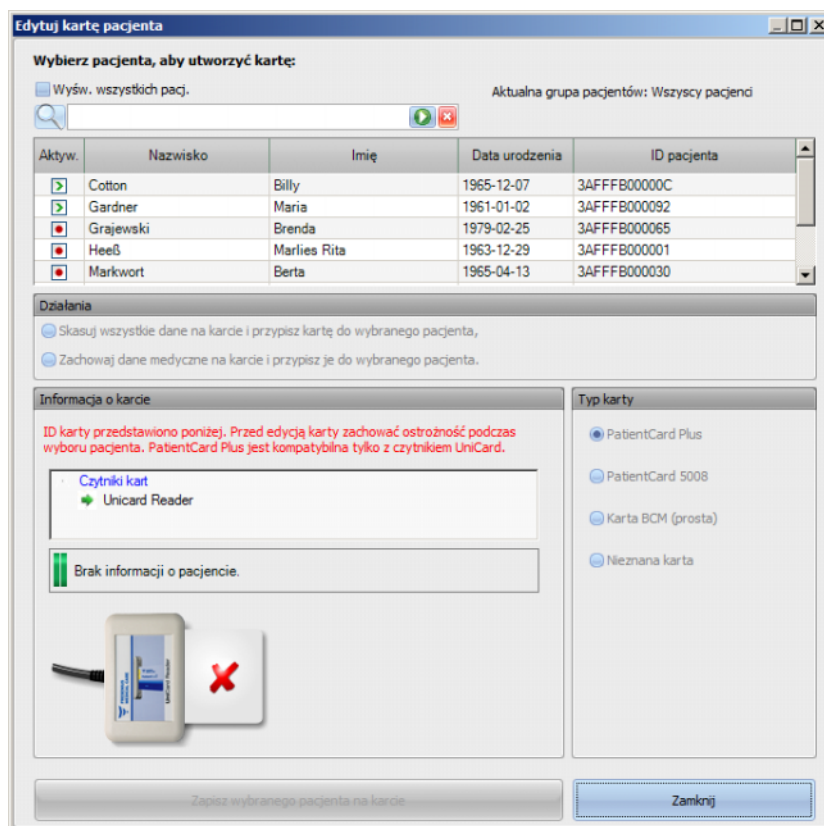 Edytuj kartę pacjenta
Wybierz pacjenta, aby utworzyć kartę:
Wyśw. wszystkich pacj.
Aktualna grupa pacjentów: Wszyscy pacjenci
Aktyw. Nazwisko Imię Data urodzenia ID pacjenta
Cotton Billy 1965-12-07 3AFFFB00000C
Gardner Maria 1961-01-02 3AFFFB000092
Grajewski Brenda 1979-02-25 3AFFFB000065
Heeß Marlies Rita 1963-12-29 3AFFFB000001
Markwort Berta 1965-04-13 3AFFFB000030
Działania
Skasuj wszystkie dane na karcie i przypisz kartę do wybranego pacjenta,
Zachowaj dane medyczne na karcie i przypisz je do wybranego pacjenta.
Informacja o karcie
ID karty przedstawiono poniżej. Przed edycją karty zachować ostrożność podczas
wyboru pacjenta. PatientCard Plus jest kompatybilna tylko z czytnikiem UniCard.
Czytniki kart
Unicard Reader
Brak informacji o pacjencie.
UniCard Reader
Typ karty
PatientCard Plus
PatientCard 5008
Karta BCM (prosta)
Nieznana karta
Zapisz wybranego pacjenta na karcie
Zamknij